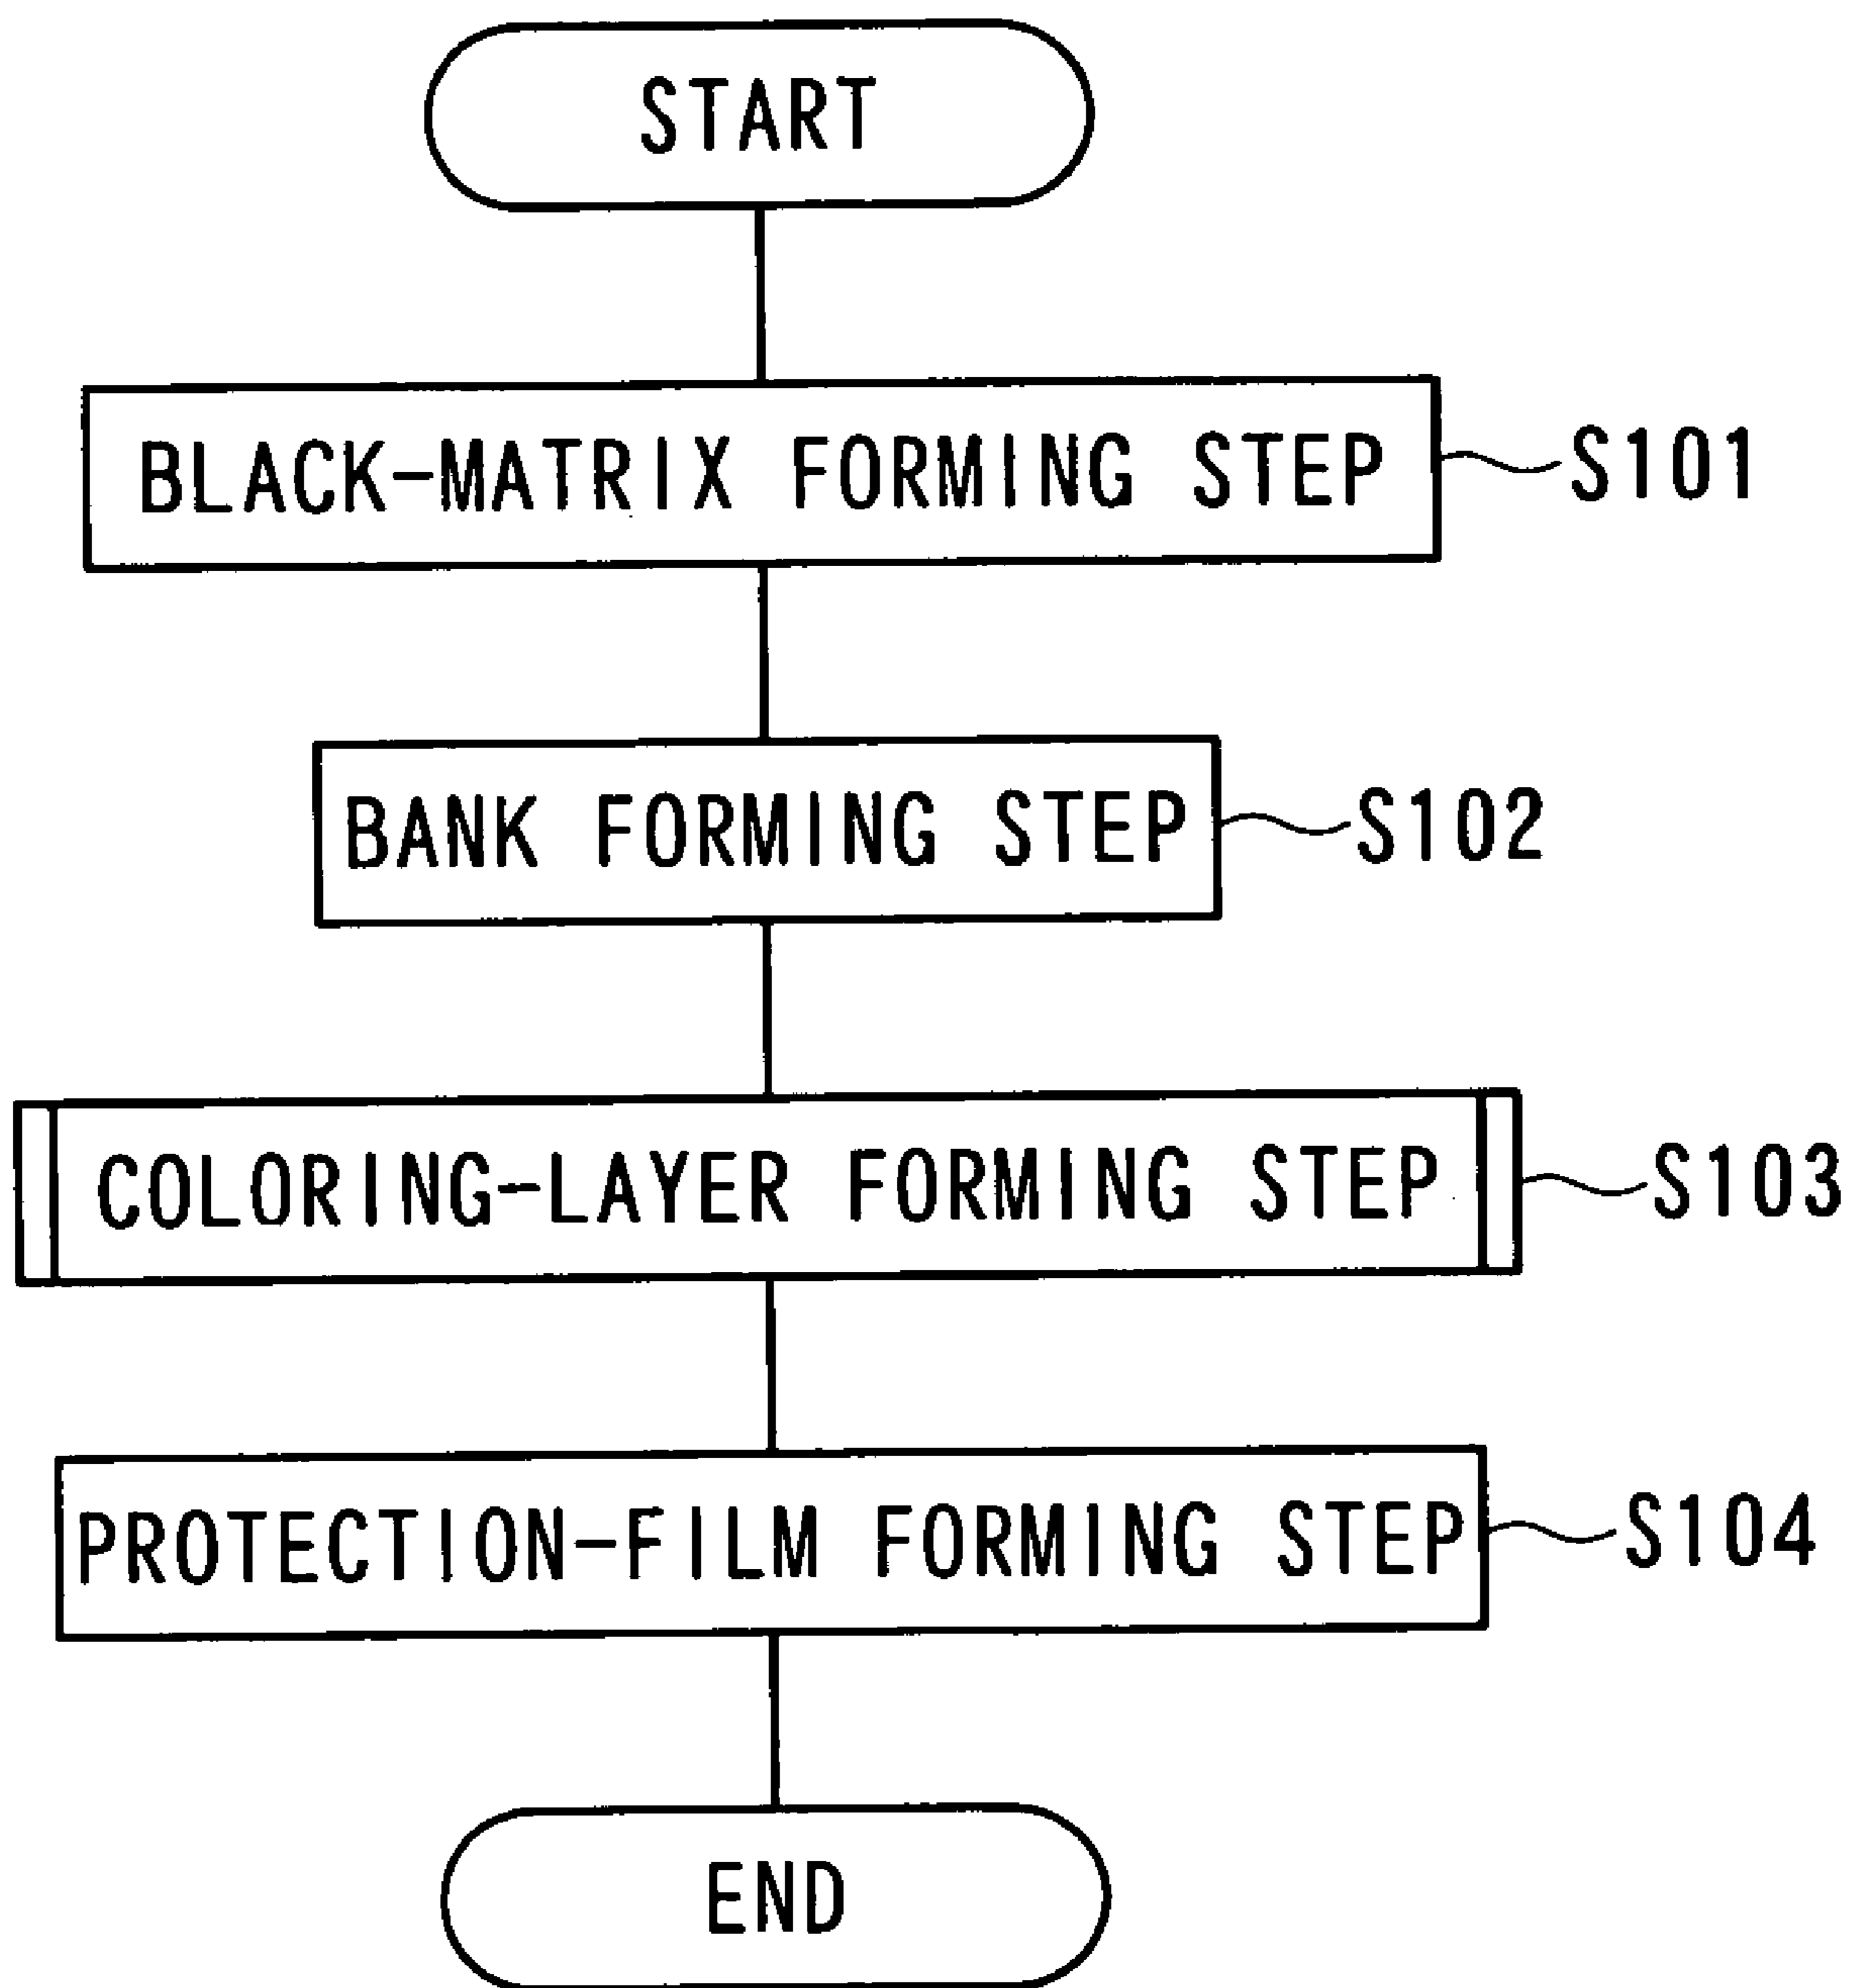 START
BLACK-MATRIX FORMING STEP S101
BANK FORMING STEP S102
COLORING-LAYER FORMING STEP S103
PROTECTION-FILM FORMING STEP S104
END